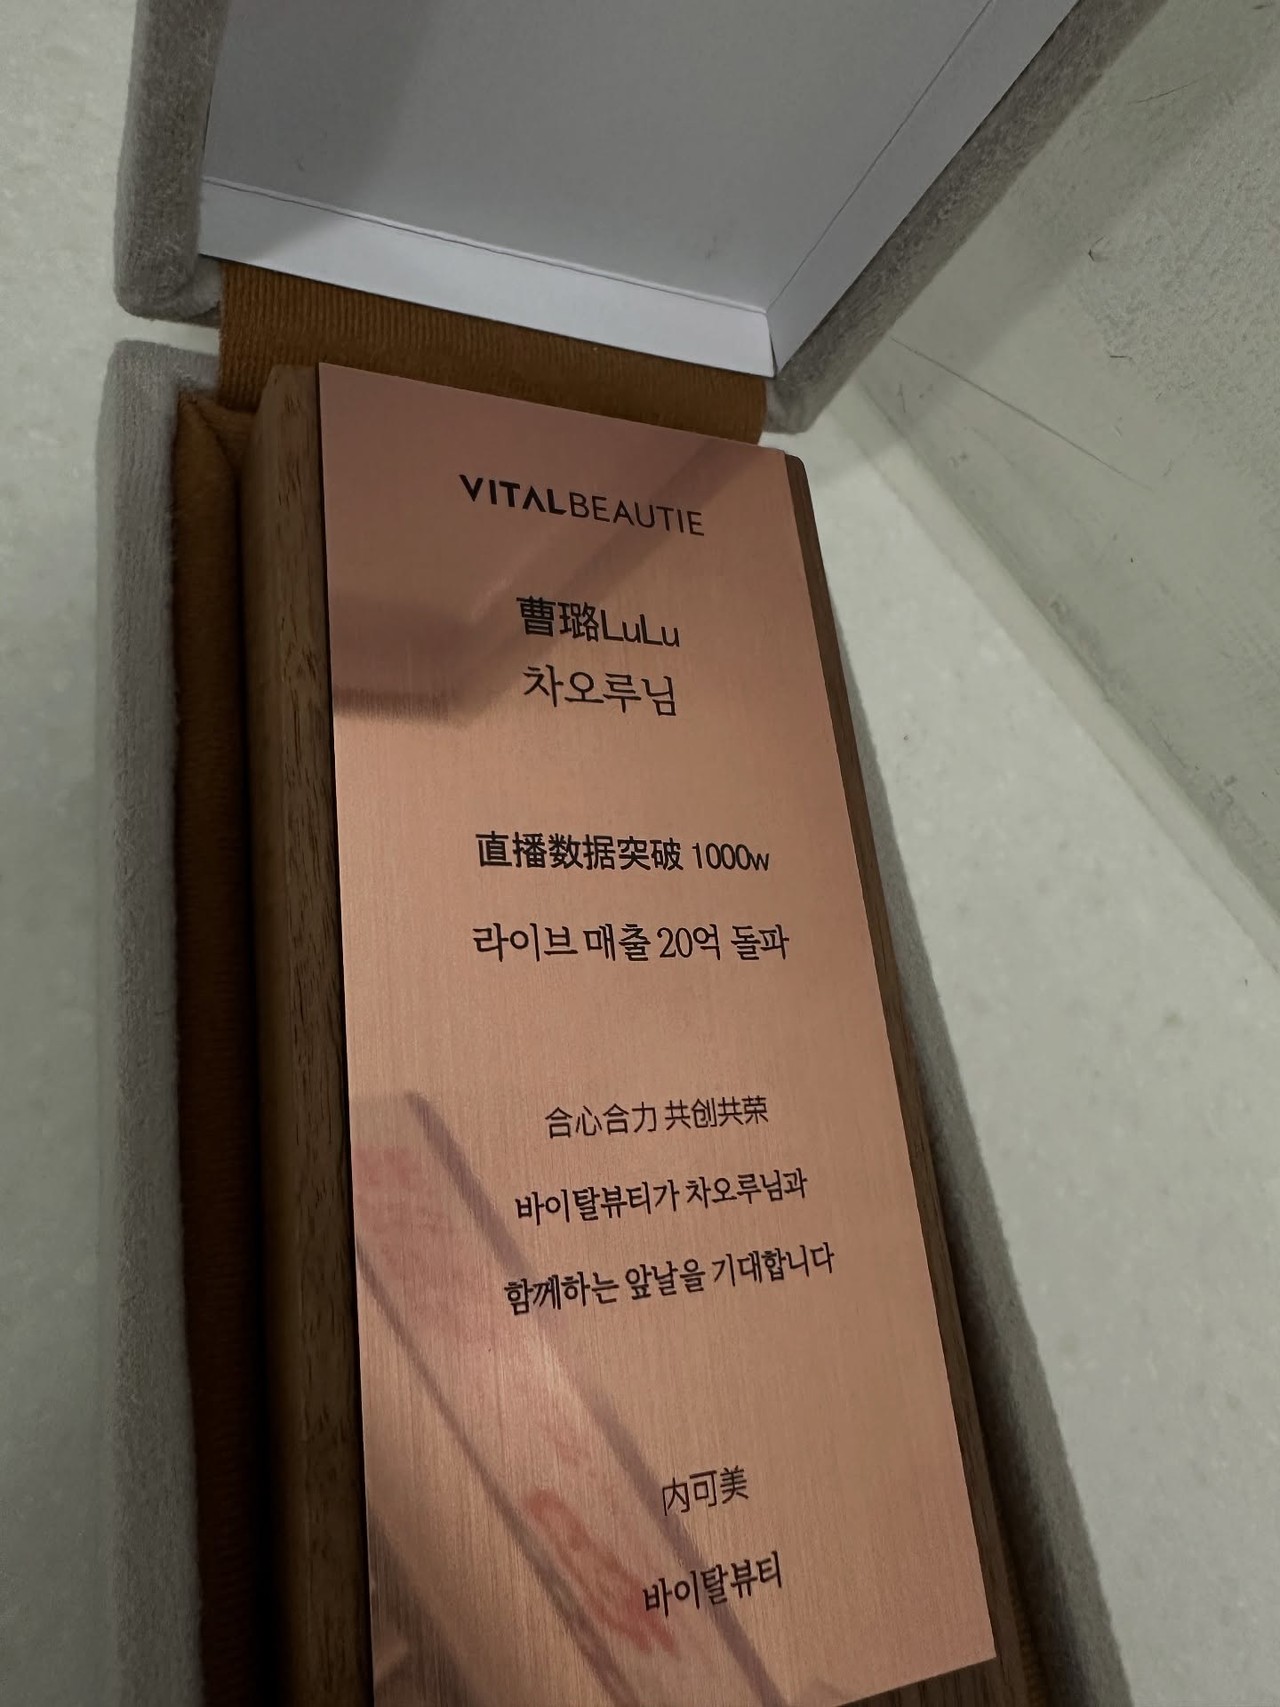 VITALBEAUTIE
曹璐LuLu
차오루님
直播数据突破 1000w
라이브 매출 20억 돌파
合心合力 共创共荣
바이탈뷰티가 차오루님과
함께하는 앞날을 기대합니다
内可美
바이탈뷰티